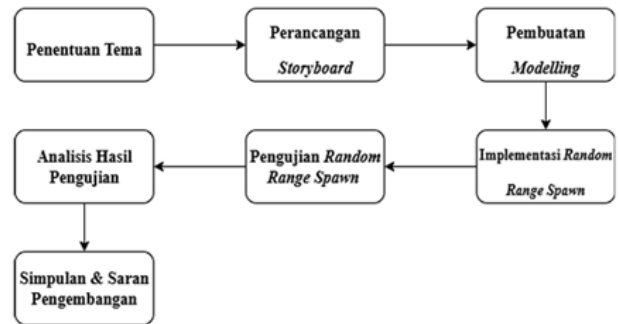 Penentuan Tema
Perancangan
Storyboard
Pembuatan
Modelling
Implementasi Random
Range Spawn
Pengujian Random
Range Spawn
Analisis Hasil
Pengujian
Simpulan & Saran
Pengembangan